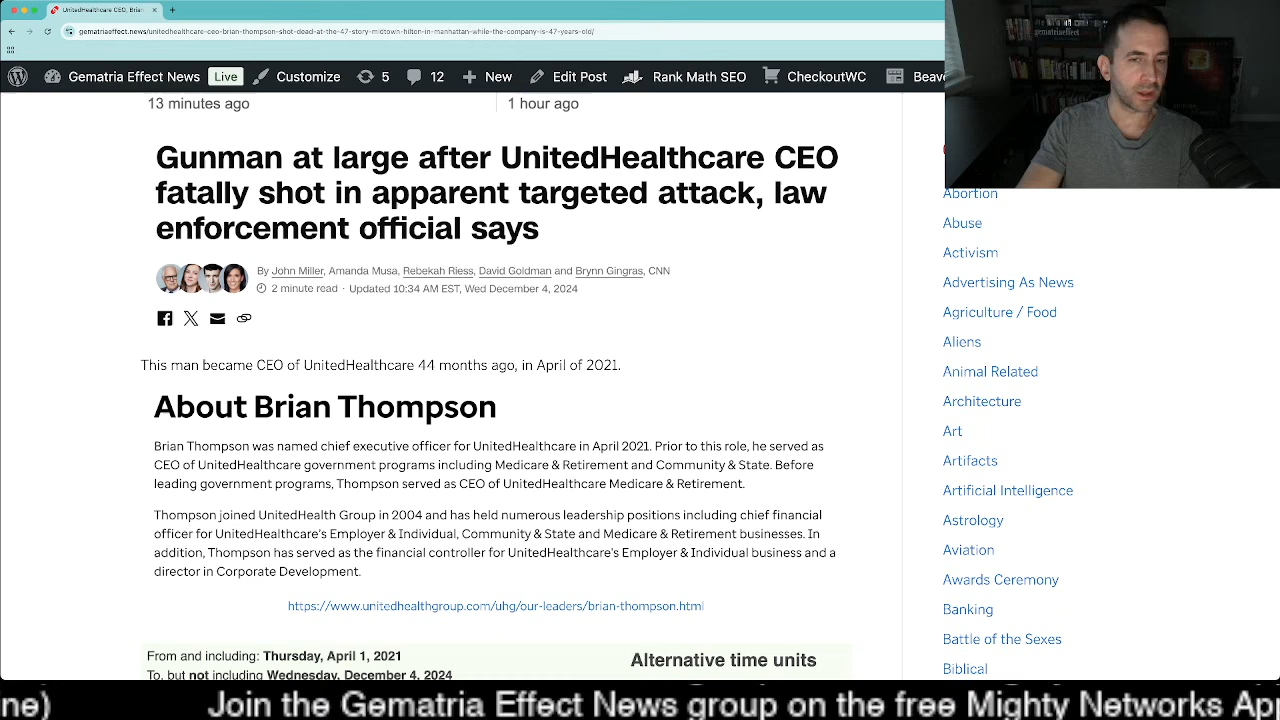 UnitedHealthcare CEO, Brian
gematriaeffect.news/unitedhealthcare-ceo-brian-thompson-shot-dead-at-the-47-story-midtown-hilton-in-manhattan-while-the-company-is-47-years-old/
Gematria Effect News Live Customize 5 12 New Edit Post Rank Math SEO CheckoutWC Beav
gematriaeffect
13 minutes ago
1 hour ago
Gunman at large after UnitedHealthcare CEO
fatally shot in apparent targeted attack, law
enforcement official says
By John Miller, Amanda Musa, Rebekah Riess, David Goldman and Brynn Gingras, CNN
2 minute read · Updated 10:34 AM EST, Wed December 4, 2024
This man became CEO of UnitedHealthcare 44 months ago, in April of 2021.
About Brian Thompson
Brian Thompson was named chief executive officer for UnitedHealthcare in April 2021. Prior to this role, he served as
CEO of UnitedHealthcare government programs including Medicare & Retirement and Community & State. Before
leading government programs, Thompson served as CEO of UnitedHealthcare Medicare & Retirement.
Thompson joined UnitedHealth Group in 2004 and has held numerous leadership positions including chief financial
officer for UnitedHealthcare's Employer & Individual, Community & State and Medicare & Retirement businesses. In
addition, Thompson has served as the financial controller for UnitedHealthcare's Employer & Individual business and a
director in Corporate Development.
https://www.unitedhealthgroup.com/uhg/our-leaders/brian-thompson.html
From and including: Thursday, April 1, 2021
To, but not including Wednesday, December 4, 2024
Alternative time units
Abortion
Abuse
Activism
Advertising As News
Agriculture / Food
Aliens
Animal Related
Architecture
Art
Artifacts
Artificial Intelligence
Astrology
Aviation
Awards Ceremony
Banking
Battle of the Sexes
Biblical
ne) Join the Gematria Effect News group on the free Mighty Networks Ap